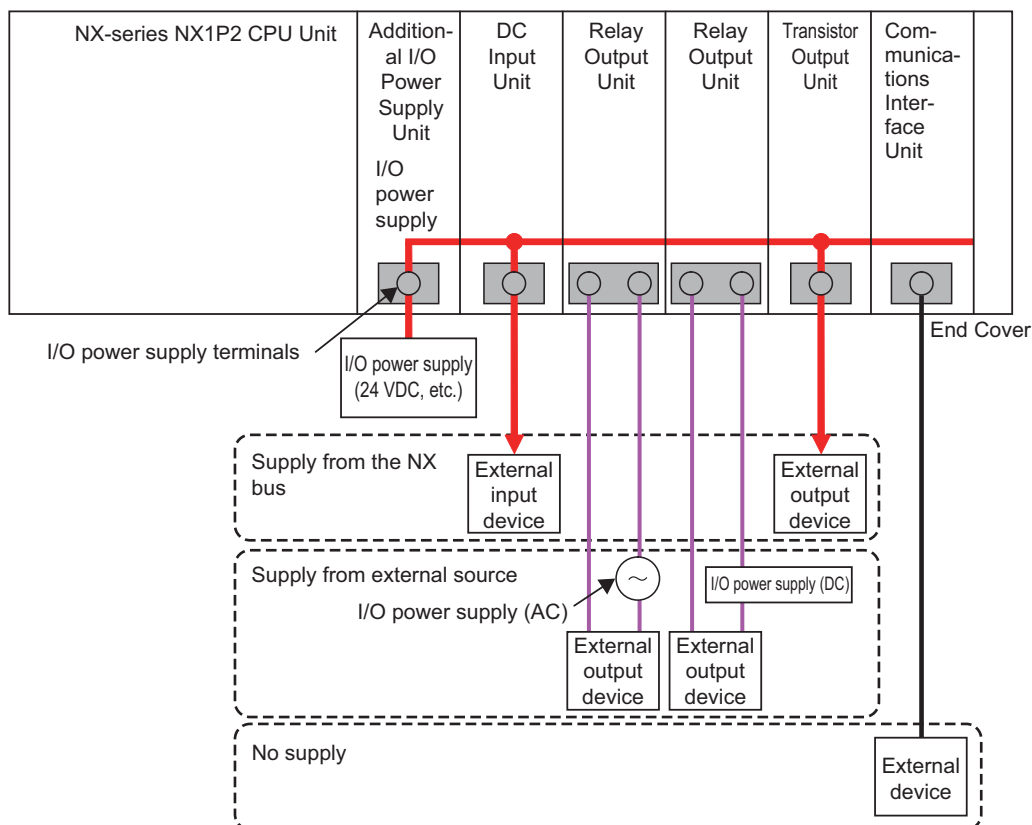 NX-series NX1P2 CPU Unit
Addition-
al I/O
Power
Supply
Unit
I/O
power
supply
DC
Input
Unit
Relay
Output
Unit
Relay
Output
Unit
Transistor
Output
Unit
Com-
munica-
tions
Inter-
face
Unit
End Cover
I/O power supply terminals
I/O power supply
(24 VDC, etc.)
Supply from the NX
bus
External
input
device
External
output
device
Supply from external source
I/O power supply (AC)
~
I/O power supply (DC)
External
output
device
External
output
device
No supply
External
device